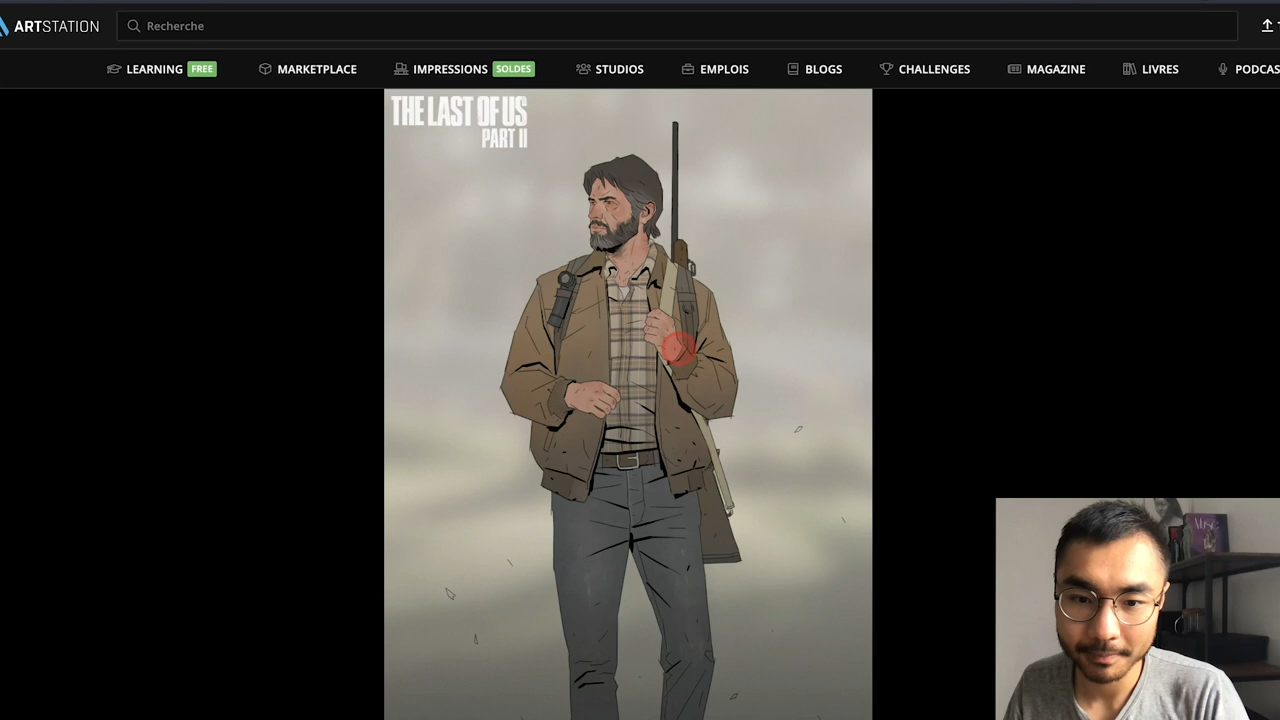 ARTSTATION
Recherche
LEARNING FREE
MARKETPLACE
IMPRESSIONS SOLDES
STUDIOS
EMPLOIS
BLOGS
CHALLENGES
MAGAZINE
LIVRES
PODCAS
THE LAST OF US
PART II